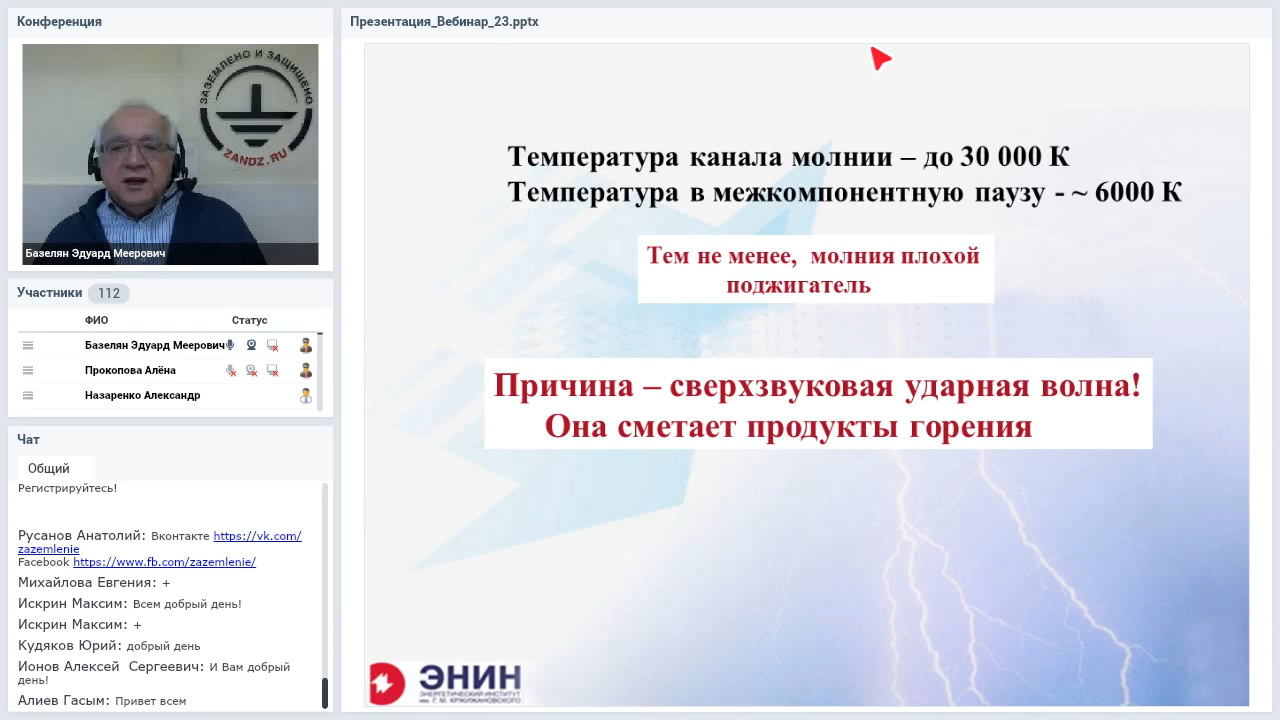 Конференция
ЗАЗЕМЛЕНО И ЗАЩИЩЕНО
ZANDZ.RU
Базелян Эдуард Меерович
Участники 112
ФИО Статус
Базелян Эдуард Меерович
Прокопова Алёна
Назаренко Александр
Чат
Общий
Регистрируйтесь!
Русанов Анатолий: Вконтакте https://vk.com/
zazemlenie
Facebook https://www.fb.com/zazemlenie/
Михайлова Евгения: +
Искрин Максим: Всем добрый день!
Искрин Максим: +
Кудяков Юрий: добрый день
Ионов Алексей Сергеевич: И Вам добрый
день!
Алиев Гасым: Привет всем
Презентация_Вебинар_23.pptx
Температура канала молнии – до 30 000 К
Температура в межкомпонентную паузу - ~ 6000 К
Тем не менее, молния плохой
поджигатель
Причина – сверхзвуковая ударная волна!
Она сметает продукты горения
ЭНИН
ЭНЕРГЕТИЧЕСКИЙ ИНСТИТУТ
им. Г. М. КРЖИЖАНОВСКОГО